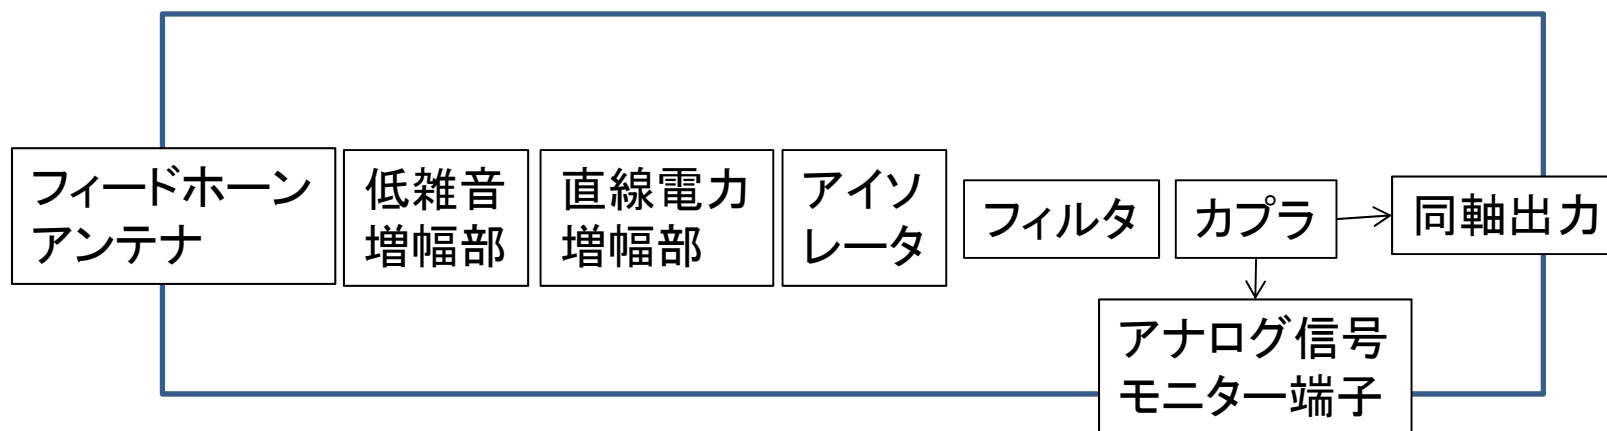 フィードホーン
アンテナ
低雑音
増幅部
直線電力
増幅部
アイソ
レータ
フィルタ
カプラ
同軸出力
アナログ信号
モニター端子